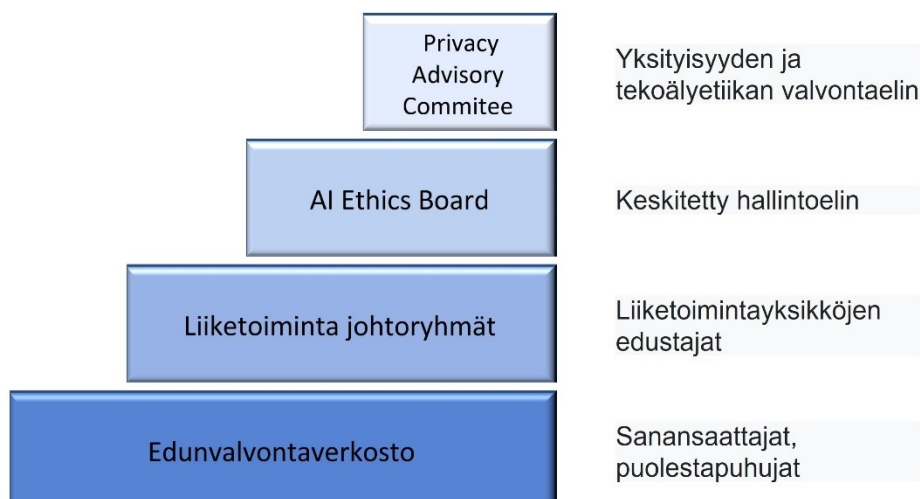 Privacy
Advisory
Commitee
Yksityisyyden ja
tekoälyetiikan valvontaelin
AI Ethics Board
Keskitetty hallintoelin
Liiketoiminta johtoryhmät
Liiketoimintayksikköjen
edustajat
Edunvalvontaverkosto
Sanansaattajat,
puolestapuhujat